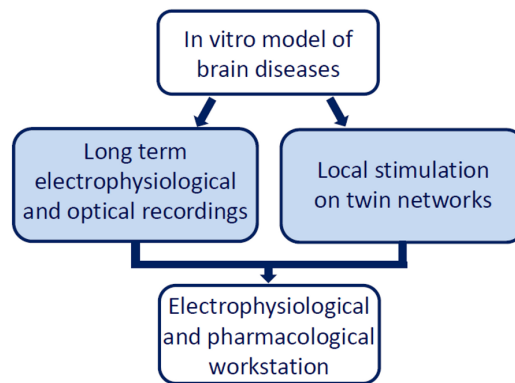 In vitro model of
brain diseases
Long term
electrophysiological
and optical recordings
Local stimulation
on twin networks
Electrophysiological
and pharmacological
workstation